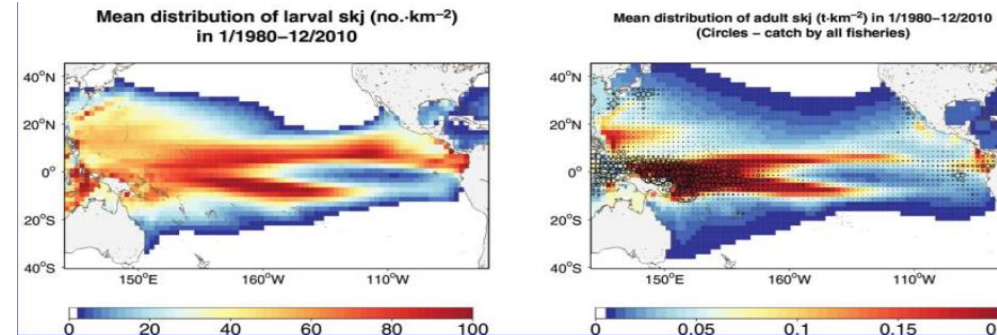 Mean distribution of larval skj (no.·km⁻²)
in 1/1980–12/2010
40°N
20°N
0°
20°S
40°S
150°E
160°W
110°W
0 20 40 60 80 100
Mean distribution of adult skj (t·km⁻²) in 1/1980–12/2010
(Circles – catch by all fisheries)
40°N
20°N
0°
20°S
40°S
150°E
160°W
110°W
0 0.05 0.1 0.15